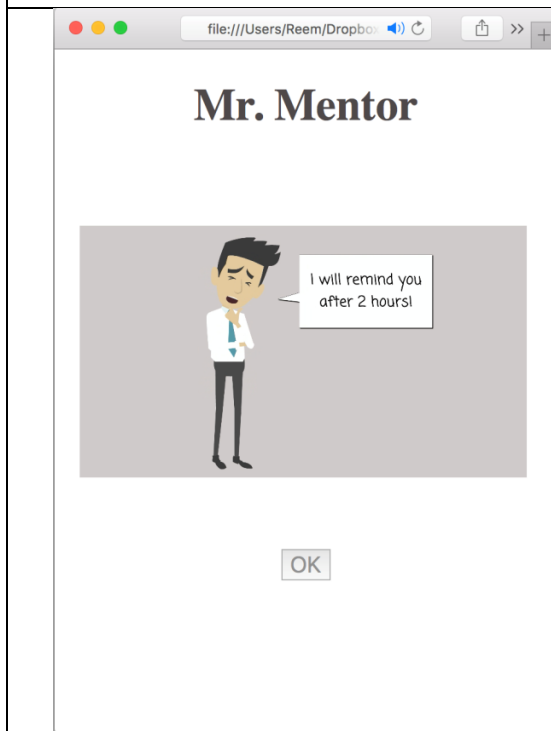 file:///Users/Reem/Dropbox
Mr. Mentor
I will remind you
after 2 hours!
OK